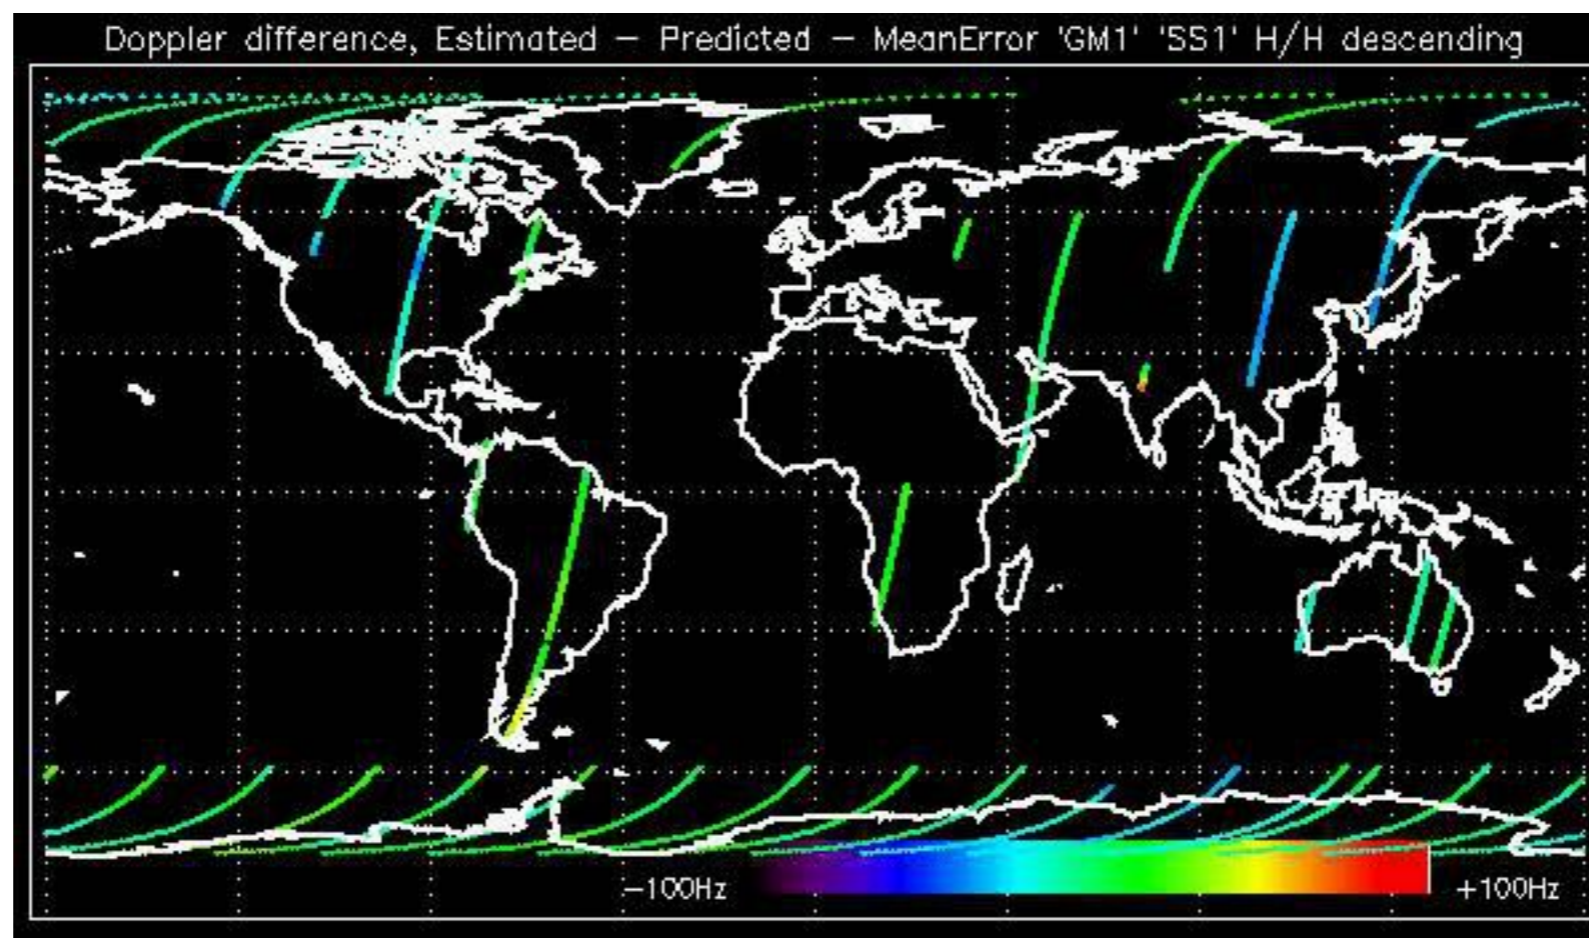 Doppler difference, Estimated – Predicted – MeanError 'GM1' 'SS1' H/H descending
–100Hz +100Hz